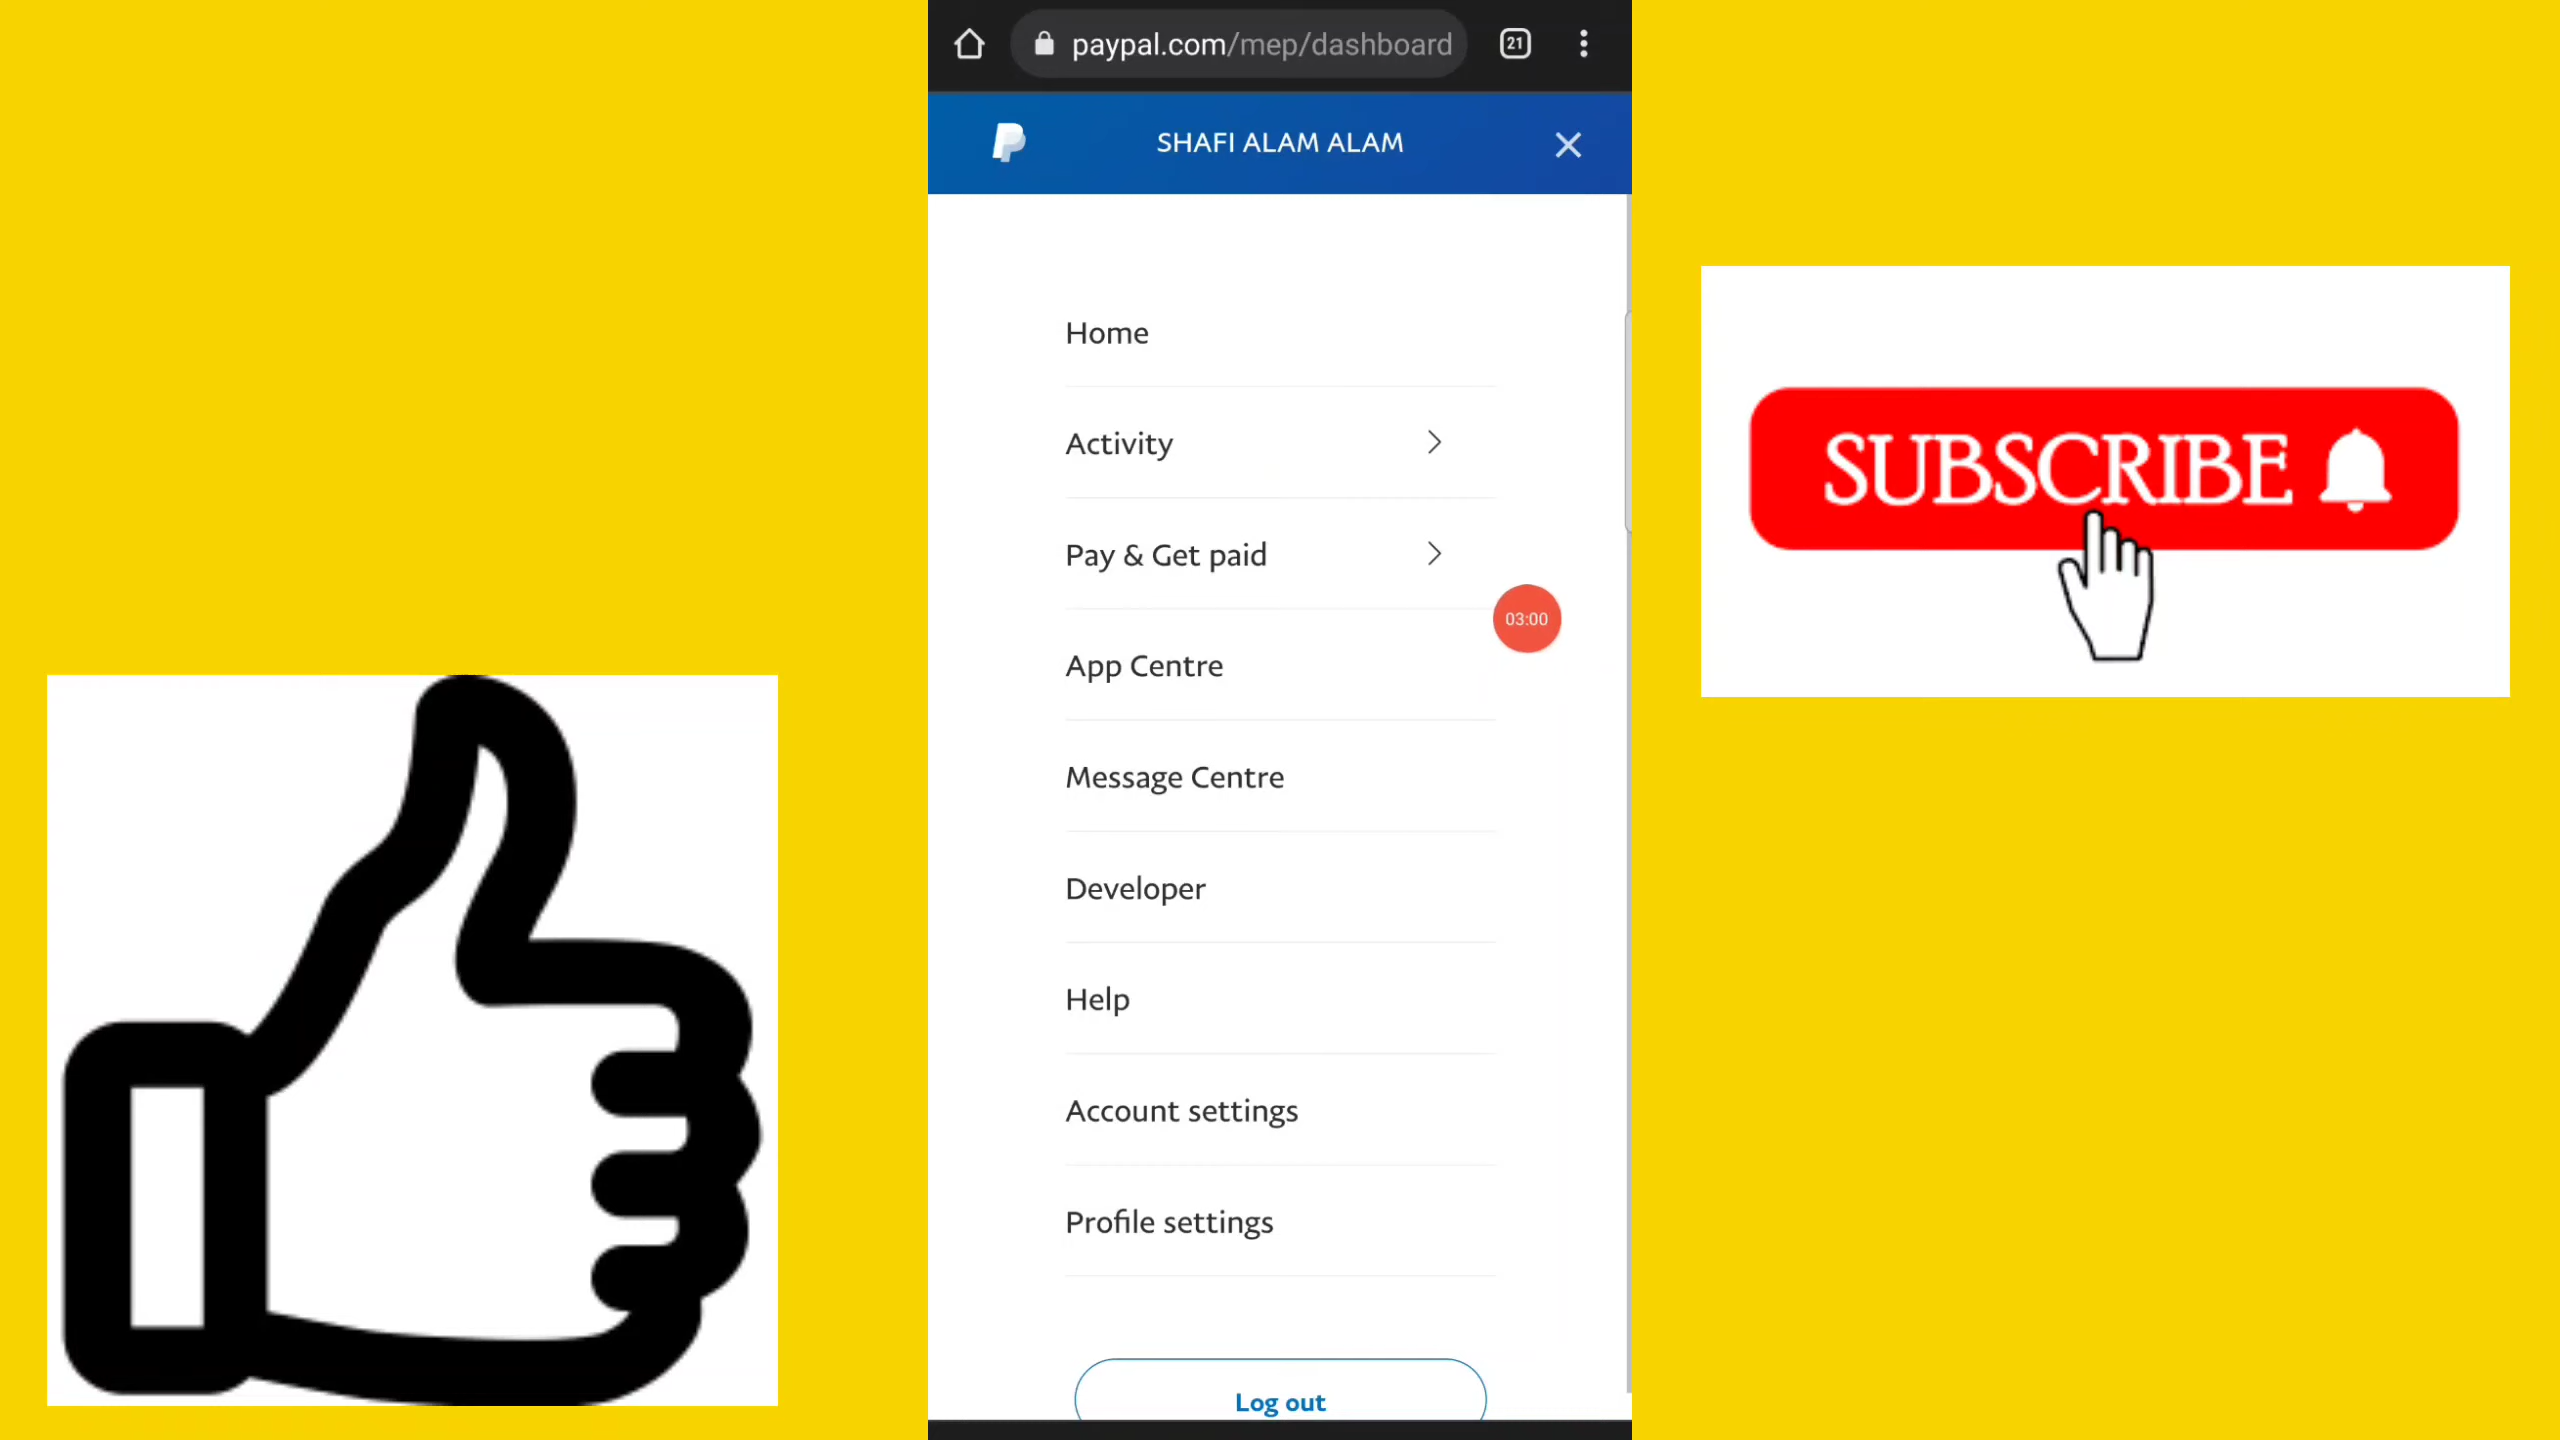 paypal.com/mep/dashboard
21
SHAFI ALAM ALAM
Home
Activity
Pay & Get paid
03:00
App Centre
Message Centre
Developer
Help
Account settings
Profile settings
Log out
SUBSCRIBE